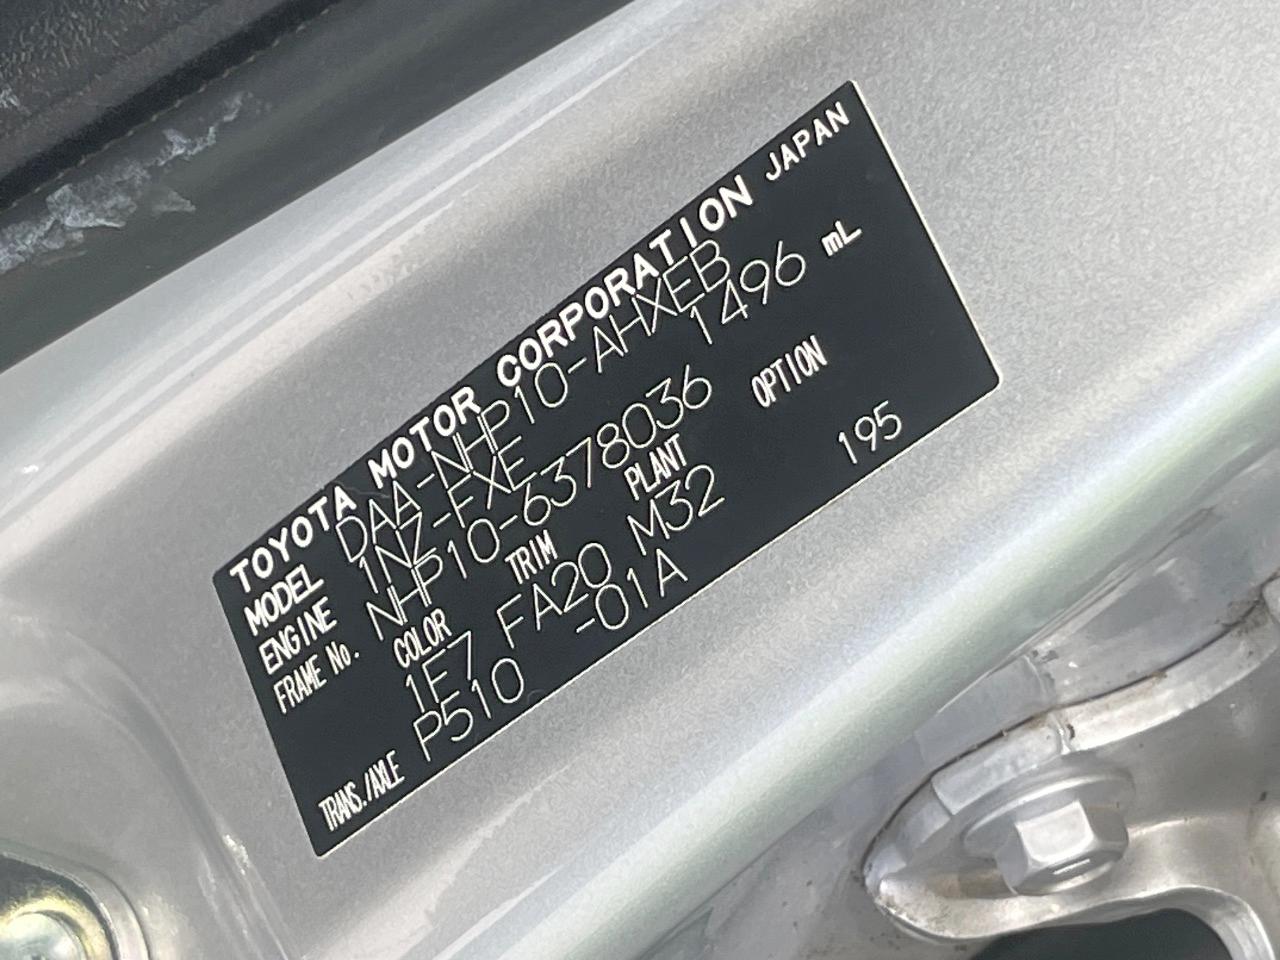 TOYOTA MOTOR CORPORATION JAPAN
MODEL DAA-NHP10-AHXEB
ENGINE 1NZ-FXE 1496 mL
FRAME No. NHP10-6378036
COLOR TRIM PLANT OPTION
1E7 FA20 M32 195
TRANS./AXLE P510 -01A